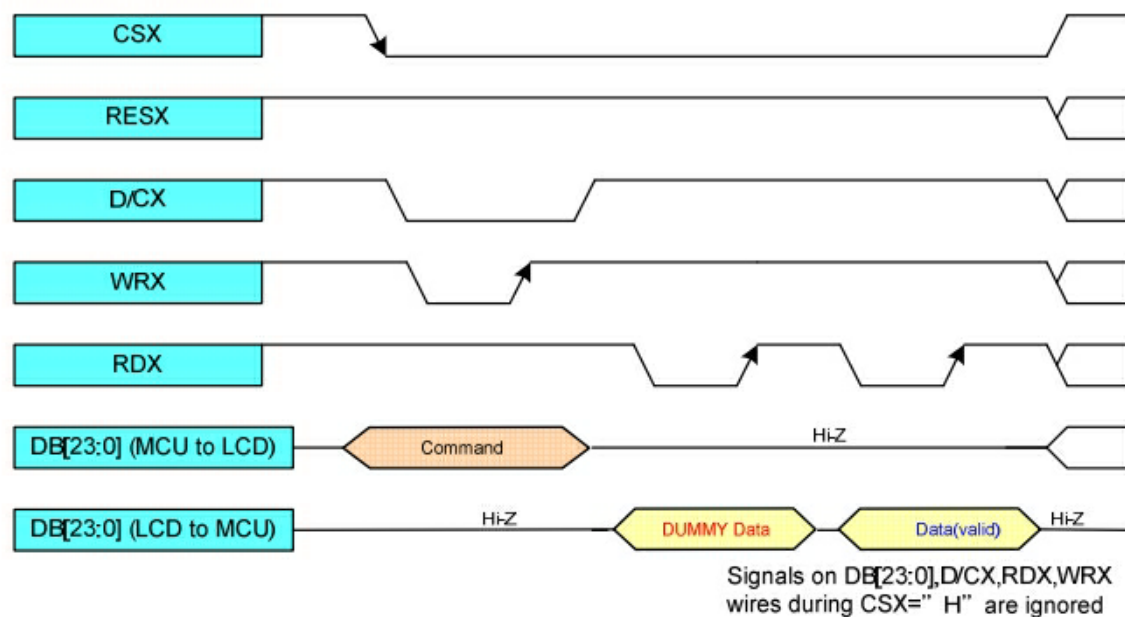 CSX
RESX
D/CX
WRX
RDX
DB[23:0] (MCU to LCD)
Command
Hi-Z
DB[23:0] (LCD to MCU)
Hi-Z
DUMMY Data
Data(valid)
Hi-Z
Signals on DB[23:0],D/CX,RDX,WRX
wires during CSX=" H" are ignored